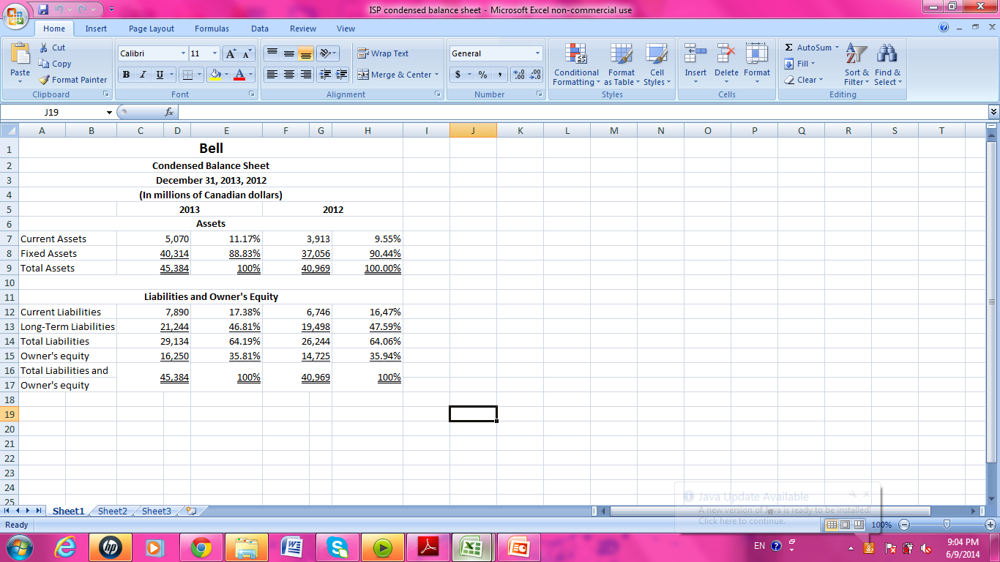 ISP condensed balance sheet - Microsoft Excel non-commercial use
Home Insert Page Layout Formulas Data Review View
Paste Cut Copy Format Painter Clipboard
Calibri 11 A A B I U A Font
Wrap Text Merge & Center Alignment
General $ % , .0 .00 .00 .0 Number
Conditional Formatting Format as Table Cell Styles Styles
Insert Delete Format Cells
Σ AutoSum Fill Clear Sort & Filter Find & Select Editing
J19 fx
A B C D E F G H I J K L M N O P Q R S T
1 Bell
2 Condensed Balance Sheet
3 December 31, 2013, 2012
4 (In millions of Canadian dollars)
5 2013 2012
6 Assets
7 Current Assets 5,070 11.17% 3,913 9.55%
8 Fixed Assets 40,314 88.83% 37,056 90.44%
9 Total Assets 45,384 100% 40,969 100.00%
10
11 Liabilities and Owner's Equity
12 Current Liabilities 7,890 17.38% 6,746 16,47%
13 Long-Term Liabilities 21,244 46.81% 19,498 47.59%
14 Total Liabilities 29,134 64.19% 26,244 64.06%
15 Owner's equity 16,250 35.81% 14,725 35.94%
16 Total Liabilities and
17 Owner's equity 45,384 100% 40,969 100%
18
19
20
21
22
23
24
25
Sheet1 Sheet2 Sheet3
Java Update Available
A new version of Java is ready to be installed!
Click here to continue.
Ready 100%
EN 9:04 PM
6/9/2014